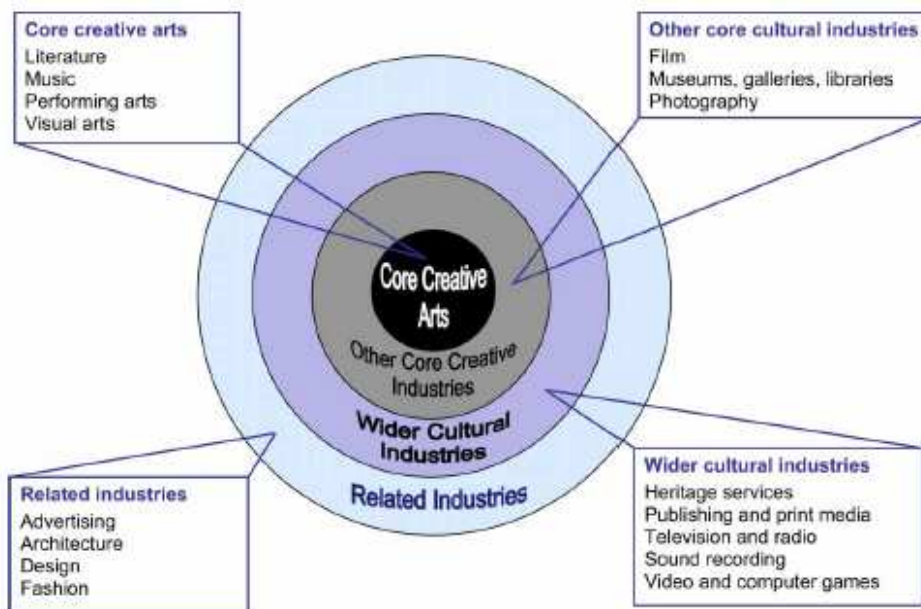 Core creative arts
Literature
Music
Performing arts
Visual arts
Other core cultural industries
Film
Museums, galleries, libraries
Photography
Core Creative
Arts
Other Core Creative
Industries
Wider Cultural
Industries
Related Industries
Related industries
Advertising
Architecture
Design
Fashion
Wider cultural industries
Heritage services
Publishing and print media
Television and radio
Sound recording
Video and computer games